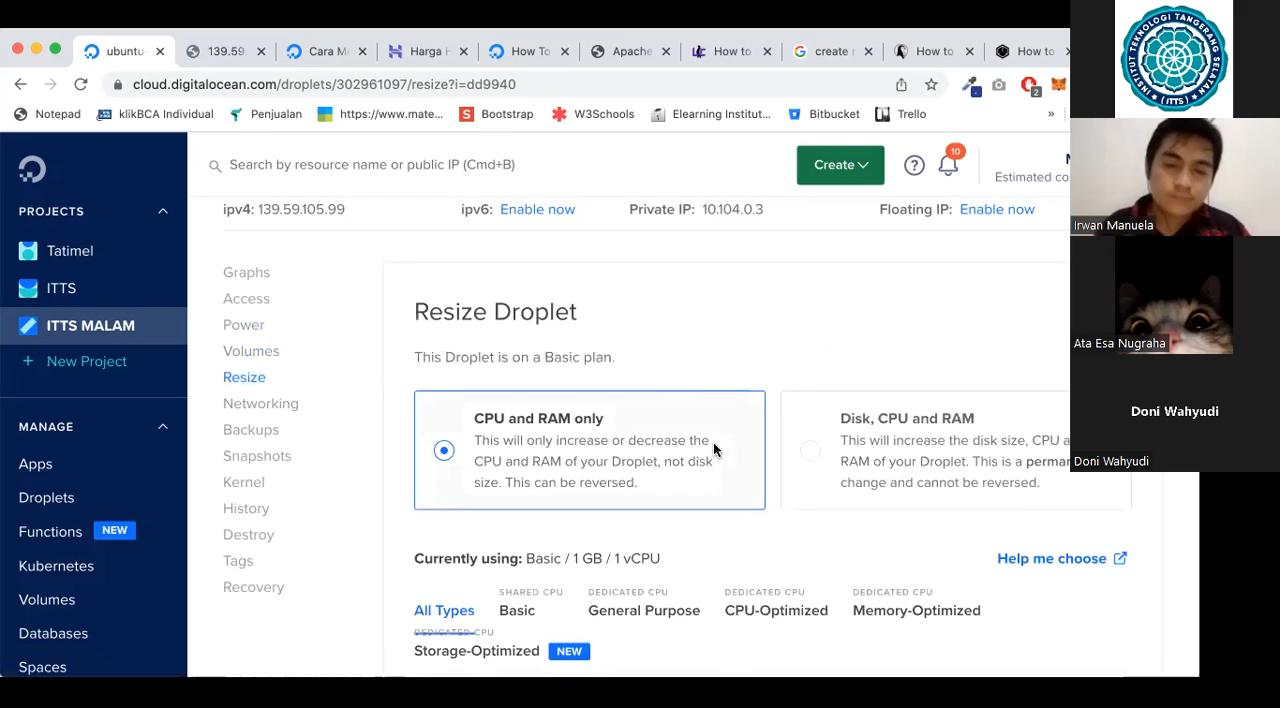 ubuntu-
139.59.
Cara M
Harga H
How To
Apache
How to
create r
How to
How to
cloud.digitalocean.com/droplets/302961097/resize?i=dd9940
2
Notepad
klikBCA Individual
Penjualan
https://www.mate...
Bootstrap
W3Schools
Elearning Institut...
Bitbucket
Trello
»
INSTITUT TEKNOLOGI TANGERANG SELATAN
(ITTS)
Irwan Manuela
Ata Esa Nugraha
Doni Wahyudi
Doni Wahyudi
Search by resource name or public IP (Cmd+B)
Create
10
Estimated co
PROJECTS
Tatimel
ITTS
ITTS MALAM
+ New Project
MANAGE
Apps
Droplets
Functions NEW
Kubernetes
Volumes
Databases
Spaces
ipv4: 139.59.105.99
ipv6: Enable now
Private IP: 10.104.0.3
Floating IP: Enable now
Graphs
Access
Power
Volumes
Resize
Networking
Backups
Snapshots
Kernel
History
Destroy
Tags
Recovery
Resize Droplet
This Droplet is on a Basic plan.
CPU and RAM only
This will only increase or decrease the
CPU and RAM of your Droplet, not disk
size. This can be reversed.
Disk, CPU and RAM
This will increase the disk size, CPU a
RAM of your Droplet. This is a perma
change and cannot be reversed.
Currently using: Basic / 1 GB / 1 vCPU
Help me choose
All Types
SHARED CPU
Basic
DEDICATED CPU
General Purpose
DEDICATED CPU
CPU-Optimized
DEDICATED CPU
Memory-Optimized
DEDICATED CPU
Storage-Optimized NEW